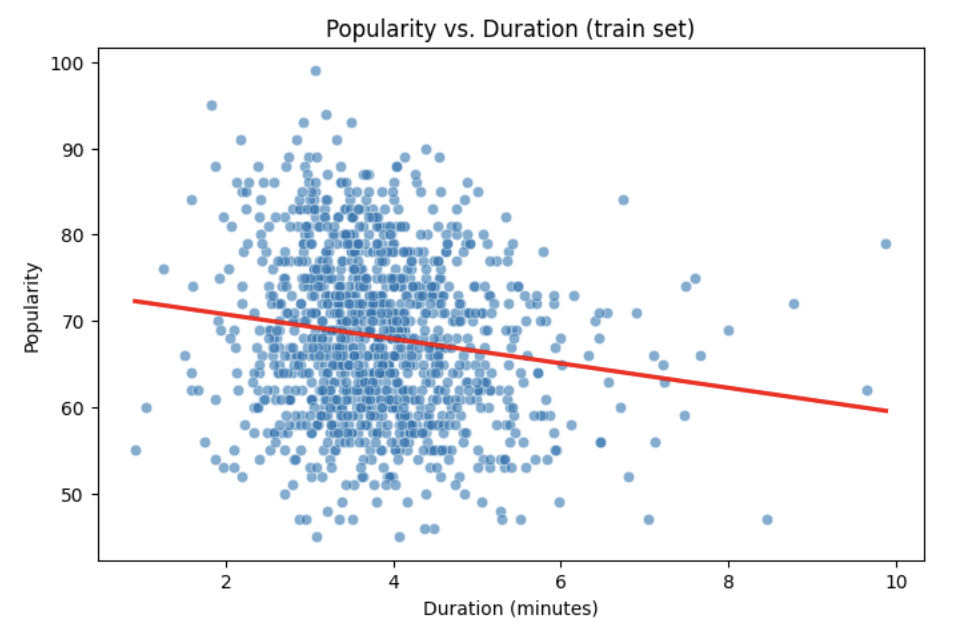 Popularity vs. Duration (train set)
100
90
80
70
60
50
Popularity
2 4 6 8 10
Duration (minutes)